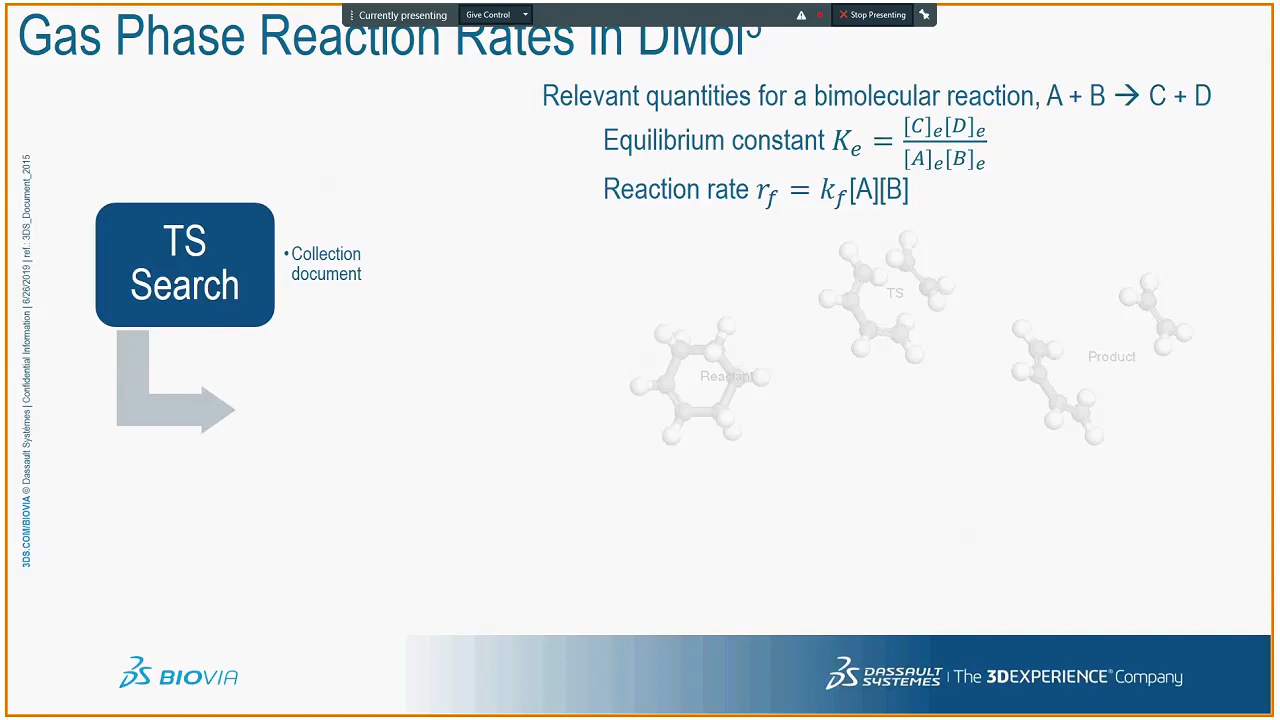 Currently presenting
Give Control
Stop Presenting
Gas Phase Reaction Rates in DMol³
Relevant quantities for a bimolecular reaction, A + B → C + D
Equilibrium constant Kₑ = [C]ₑ[D]ₑ / [A]ₑ[B]ₑ
Reaction rate r_f = k_f[A][B]
TS
Search
• Collection
document
TS
Reactant
Product
3DS.COM/BIOVIA © Dassault Systèmes | Confidential Information | 6/26/2019 | ref.: 3DS_Document_2015
3DS BIOVIA
3DS DASSAULT SYSTEMES | The 3DEXPERIENCE® Company